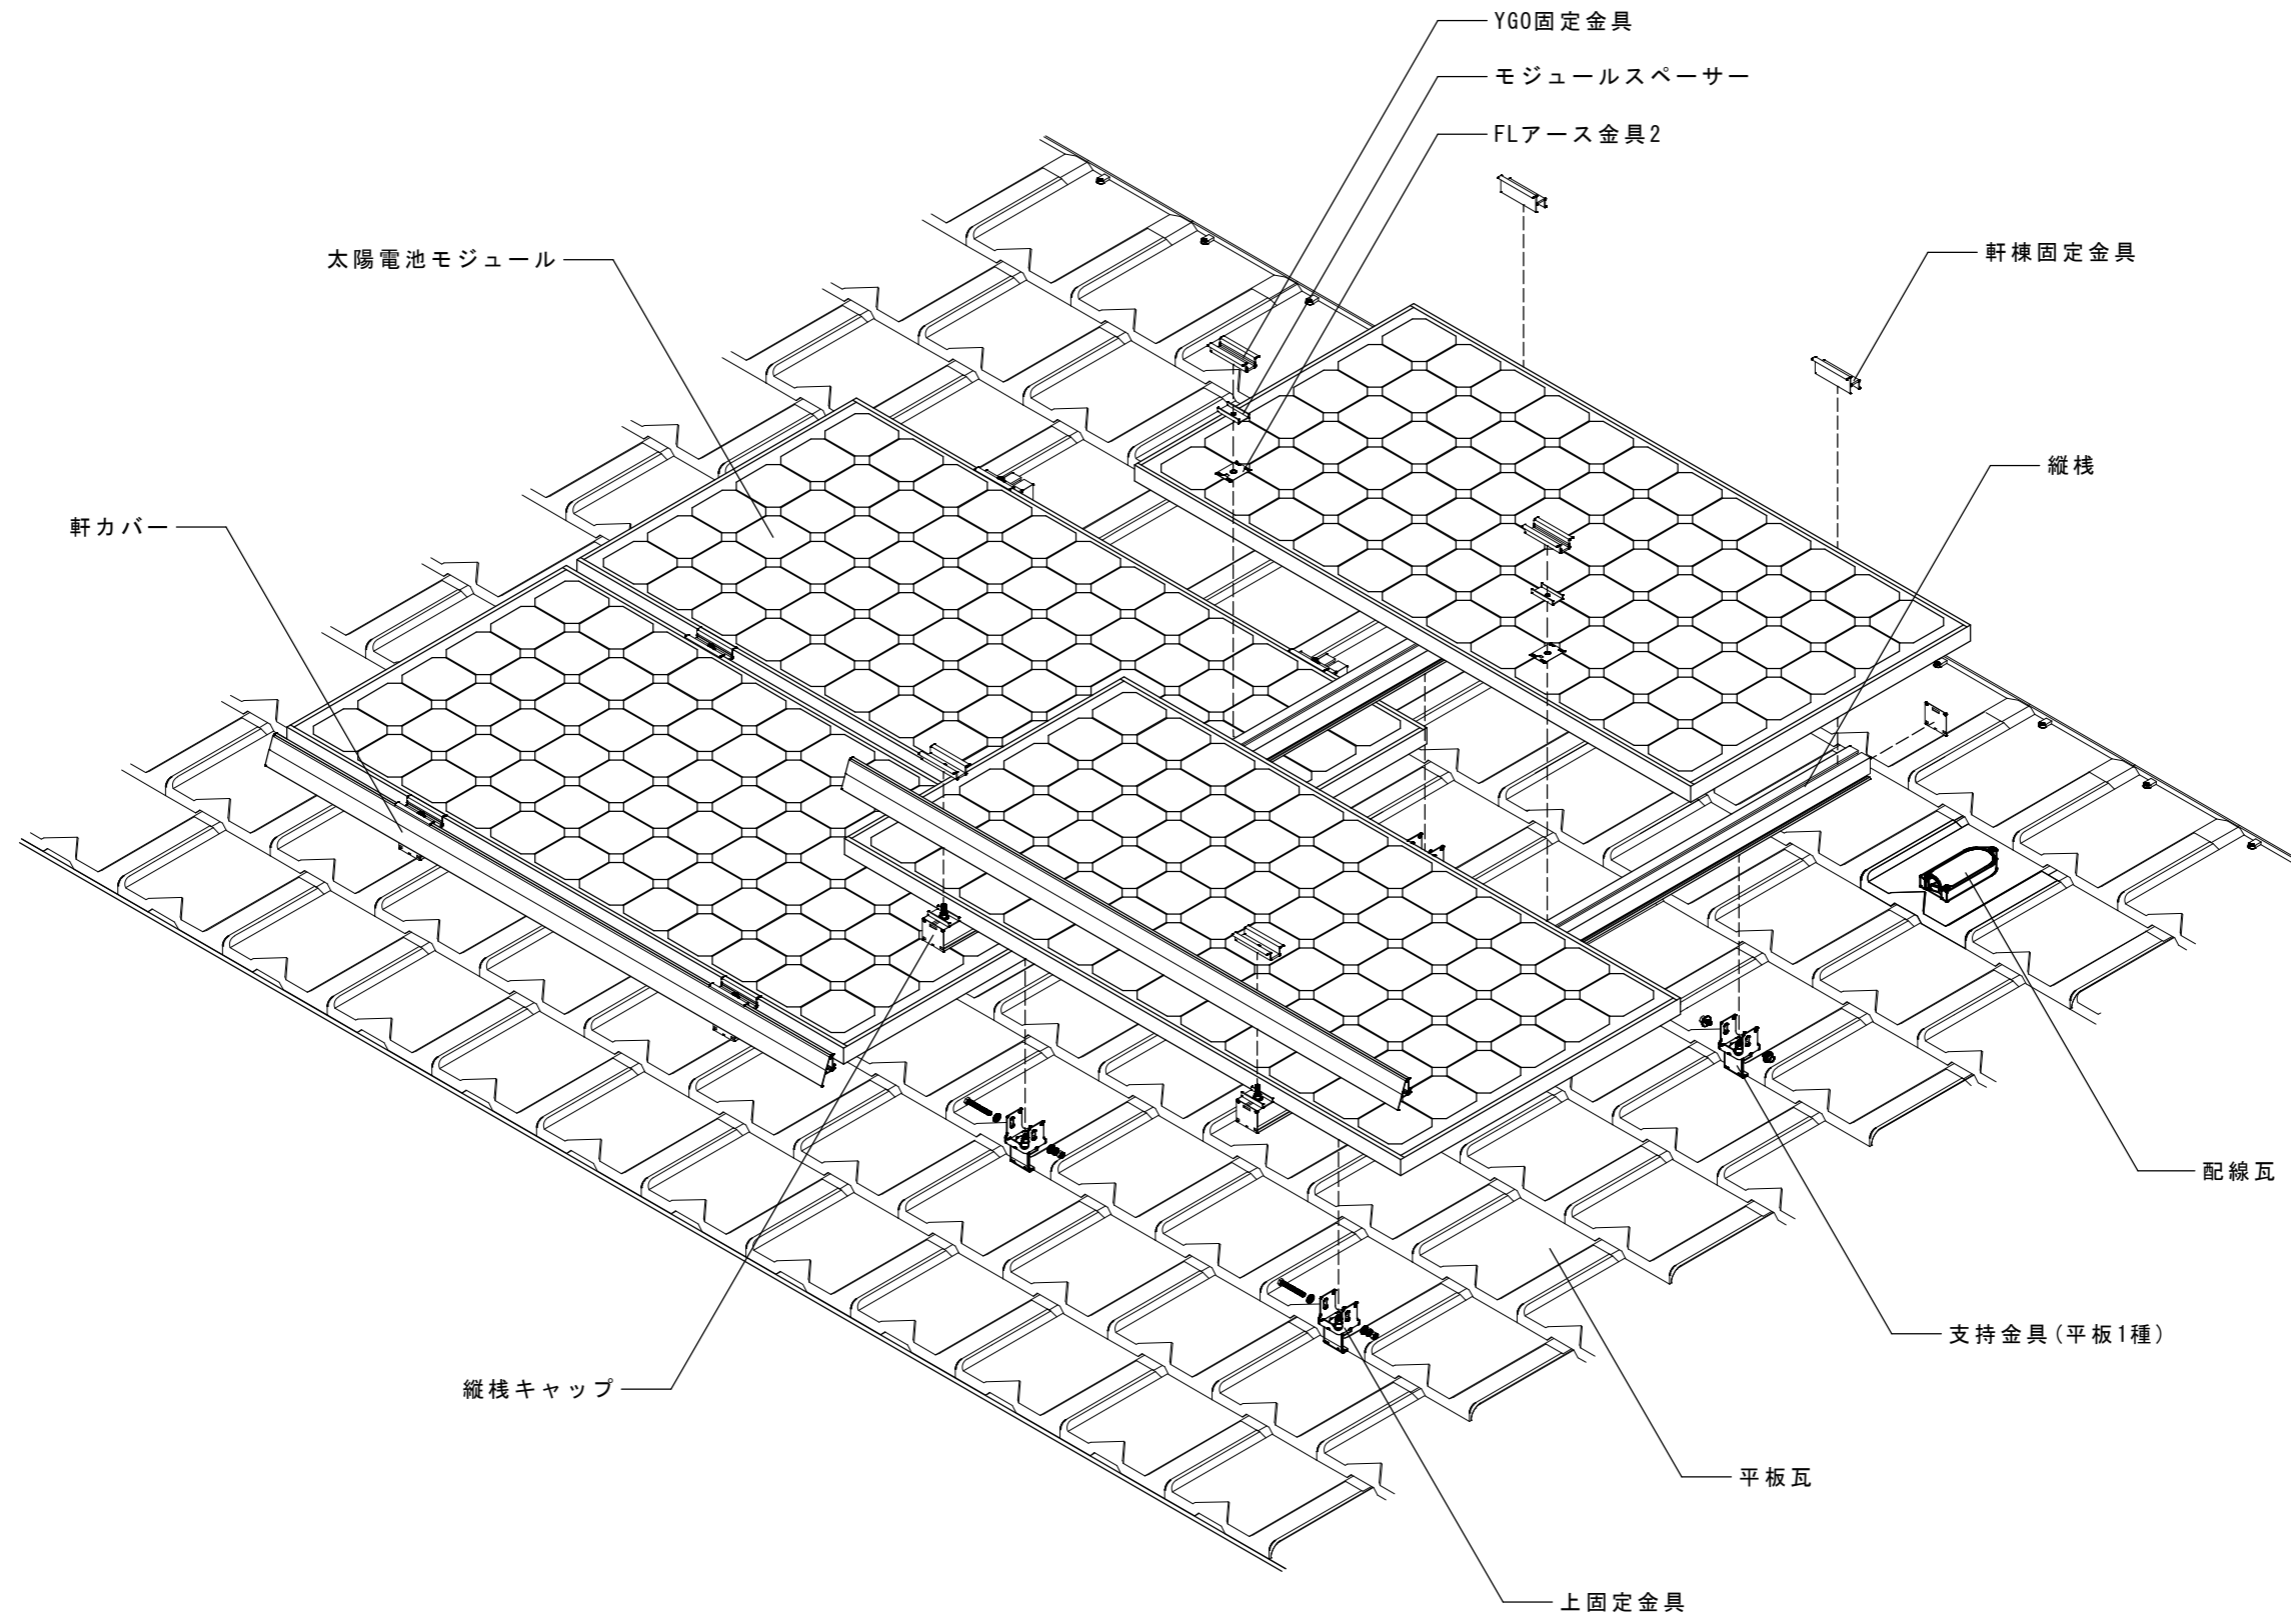 YGO固定金具
モジュールスペーサー
FLアース金具2
太陽電池モジュール
軒棟固定金具
縦桟
軒カバー
配線瓦
支持金具(平板1種)
縦桟キャップ
平板瓦
上固定金具